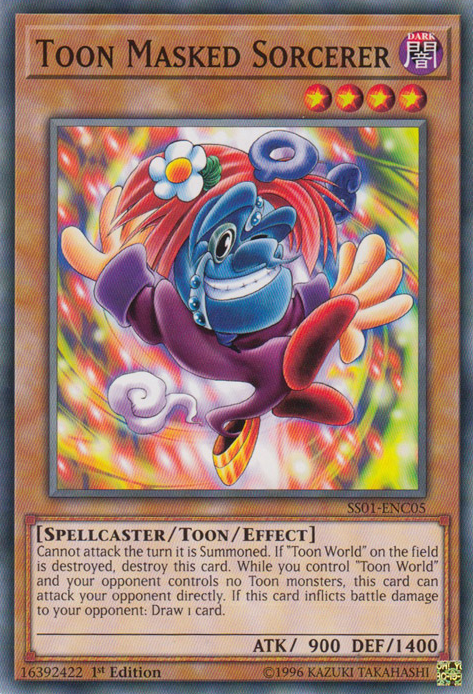 TOON MASKED SORCERER
DARK
闇
SS01-ENC05
[SPELLCASTER/TOON/EFFECT]
Cannot attack the turn it is Summoned. If "Toon World" on the field
is destroyed, destroy this card. While you control "Toon World"
and your opponent controls no Toon monsters, this card can
attack your opponent directly. If this card inflicts battle damage
to your opponent: Draw 1 card.
ATK/ 900 DEF/1400
16392422 1st Edition ©1996 KAZUKI TAKAHASHI